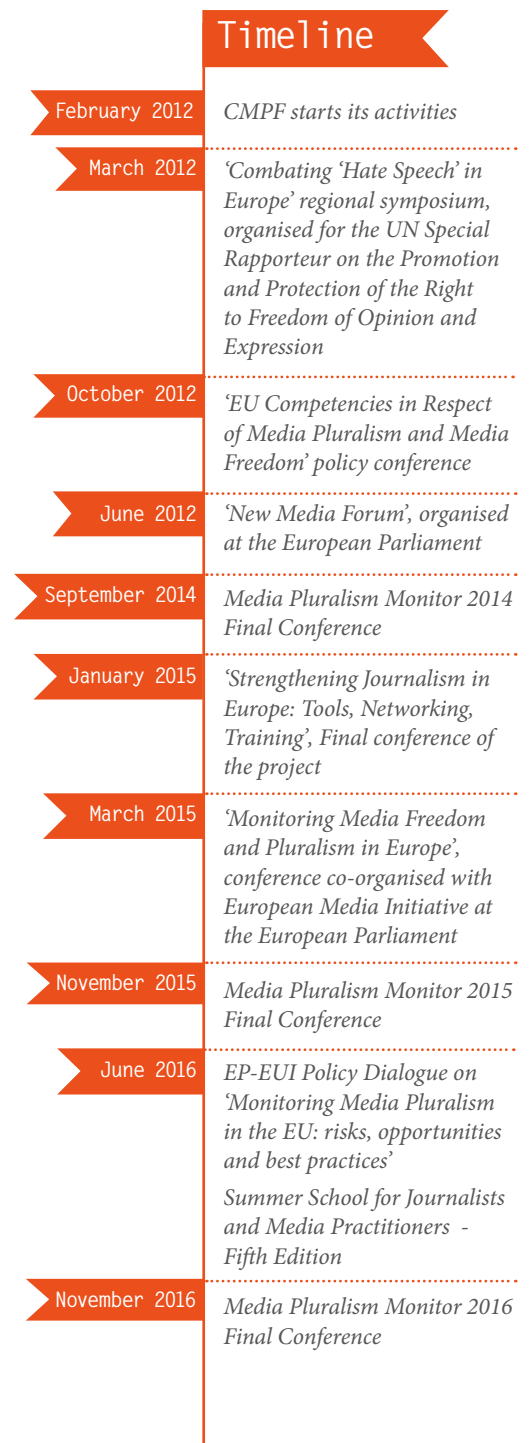 Timeline
February 2012
CMPF starts its activities
March 2012
‘Combating ‘Hate Speech’ in
Europe’ regional symposium,
organised for the UN Special
Rapporteur on the Promotion
and Protection of the Right
to Freedom of Opinion and
Expression
October 2012
‘EU Competencies in Respect
of Media Pluralism and Media
Freedom’ policy conference
June 2012
‘New Media Forum’, organised
at the European Parliament
September 2014
Media Pluralism Monitor 2014
Final Conference
January 2015
‘Strengthening Journalism in
Europe: Tools, Networking,
Training’, Final conference of
the project
March 2015
‘Monitoring Media Freedom
and Pluralism in Europe’,
conference co-organised with
European Media Initiative at
the European Parliament
November 2015
Media Pluralism Monitor 2015
Final Conference
June 2016
EP-EUI Policy Dialogue on
‘Monitoring Media Pluralism
in the EU: risks, opportunities
and best practices’
Summer School for Journalists
and Media Practitioners -
Fifth Edition
November 2016
Media Pluralism Monitor 2016
Final Conference